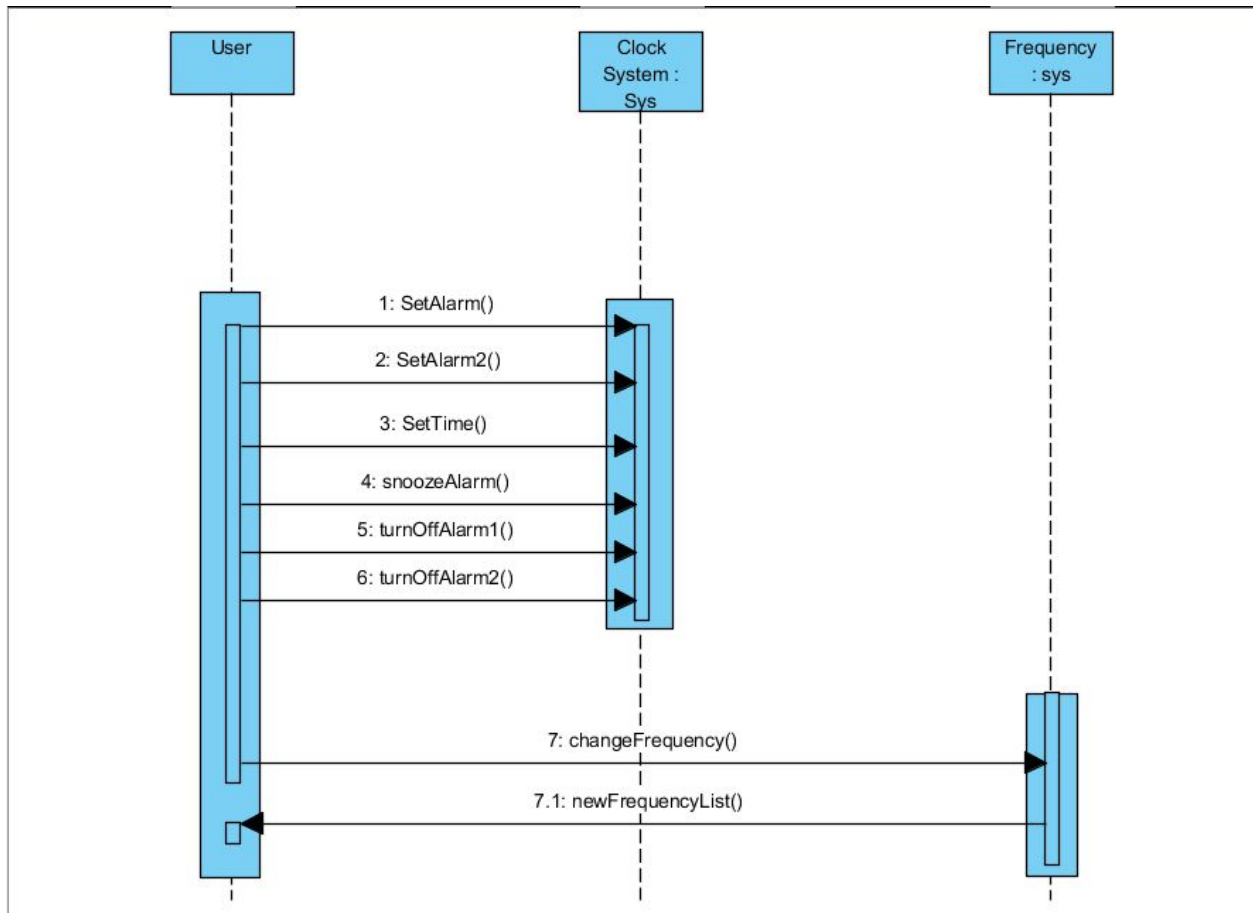 User
Clock
System :
Sys
Frequency
: sys
1: SetAlarm()
2: SetAlarm2()
3: SetTime()
4: snoozeAlarm()
5: turnOffAlarm1()
6: turnOffAlarm2()
7: changeFrequency()
7.1: newFrequencyList()